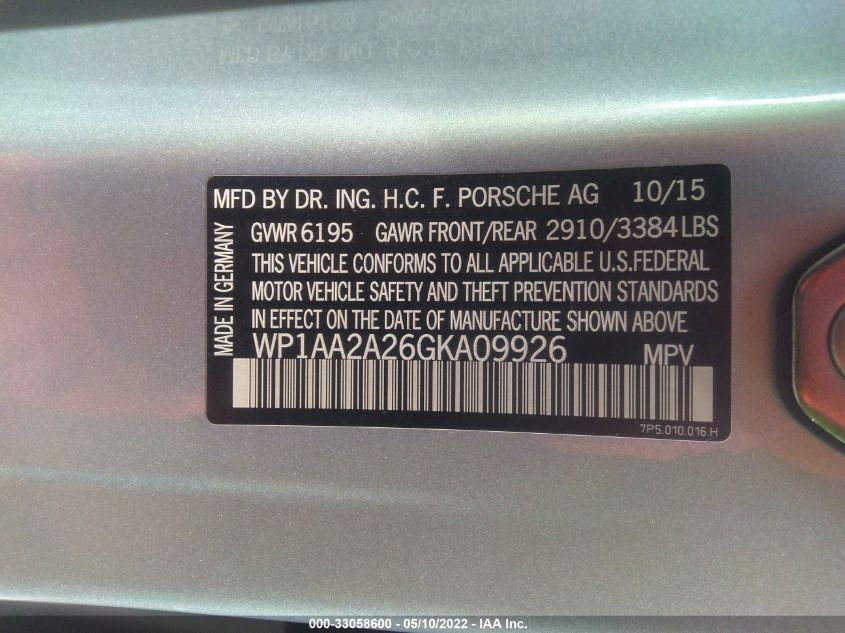 MFD BY DR. ING. H.C. F. PORSCHE AG 10/15
GVWR 6195 GAWR FRONT/REAR 2910/3384 LBS
THIS VEHICLE CONFORMS TO ALL APPLICABLE U.S.FEDERAL
MOTOR VEHICLE SAFETY AND THEFT PREVENTION STANDARDS
IN EFFECT ON THE DATE OF MANUFACTURE SHOWN ABOVE
WP1AA2A26GKA09926 MPV
7P5.010.016.H
MADE IN GERMANY
000-33058600 - 05/10/2022 - IAA Inc.